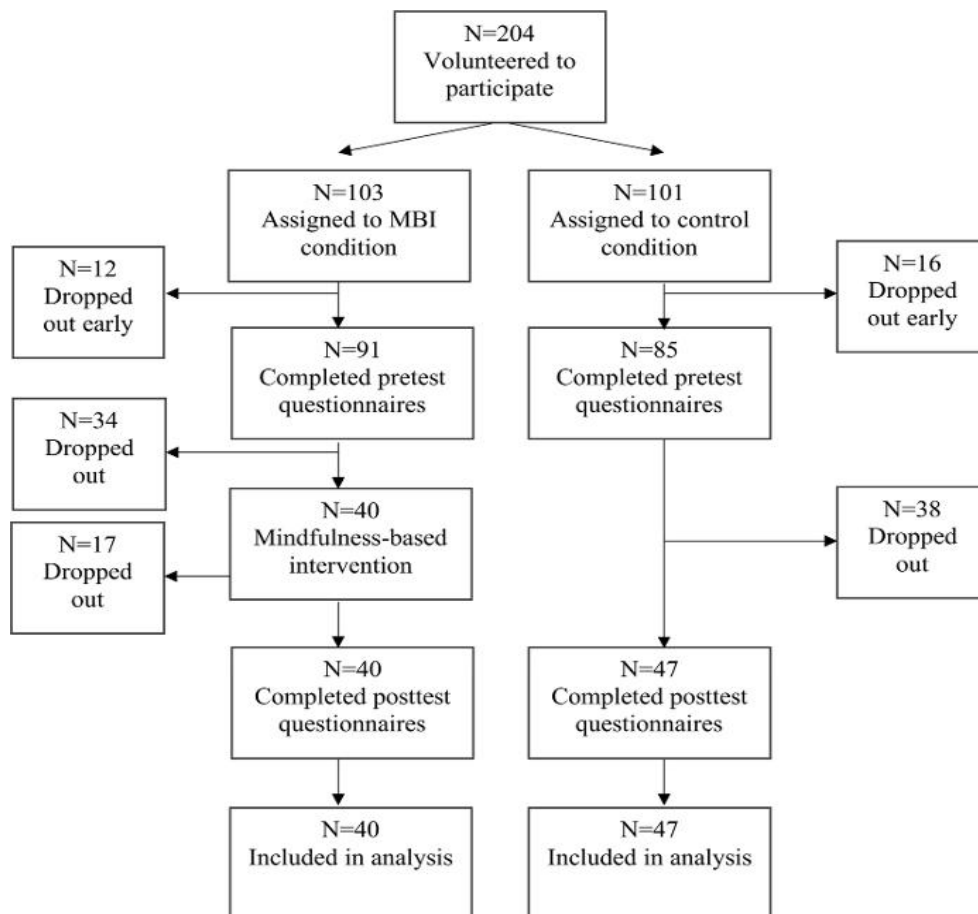 N=204
Volunteered to
participate
N=103
Assigned to MBI
condition
N=101
Assigned to control
condition
N=12
Dropped
out early
N=16
Dropped
out early
N=91
Completed pretest
questionnaires
N=85
Completed pretest
questionnaires
N=34
Dropped
out
N=40
Mindfulness-based
intervention
N=38
Dropped
out
N=17
Dropped
out
N=40
Completed posttest
questionnaires
N=47
Completed posttest
questionnaires
N=40
Included in analysis
N=47
Included in analysis